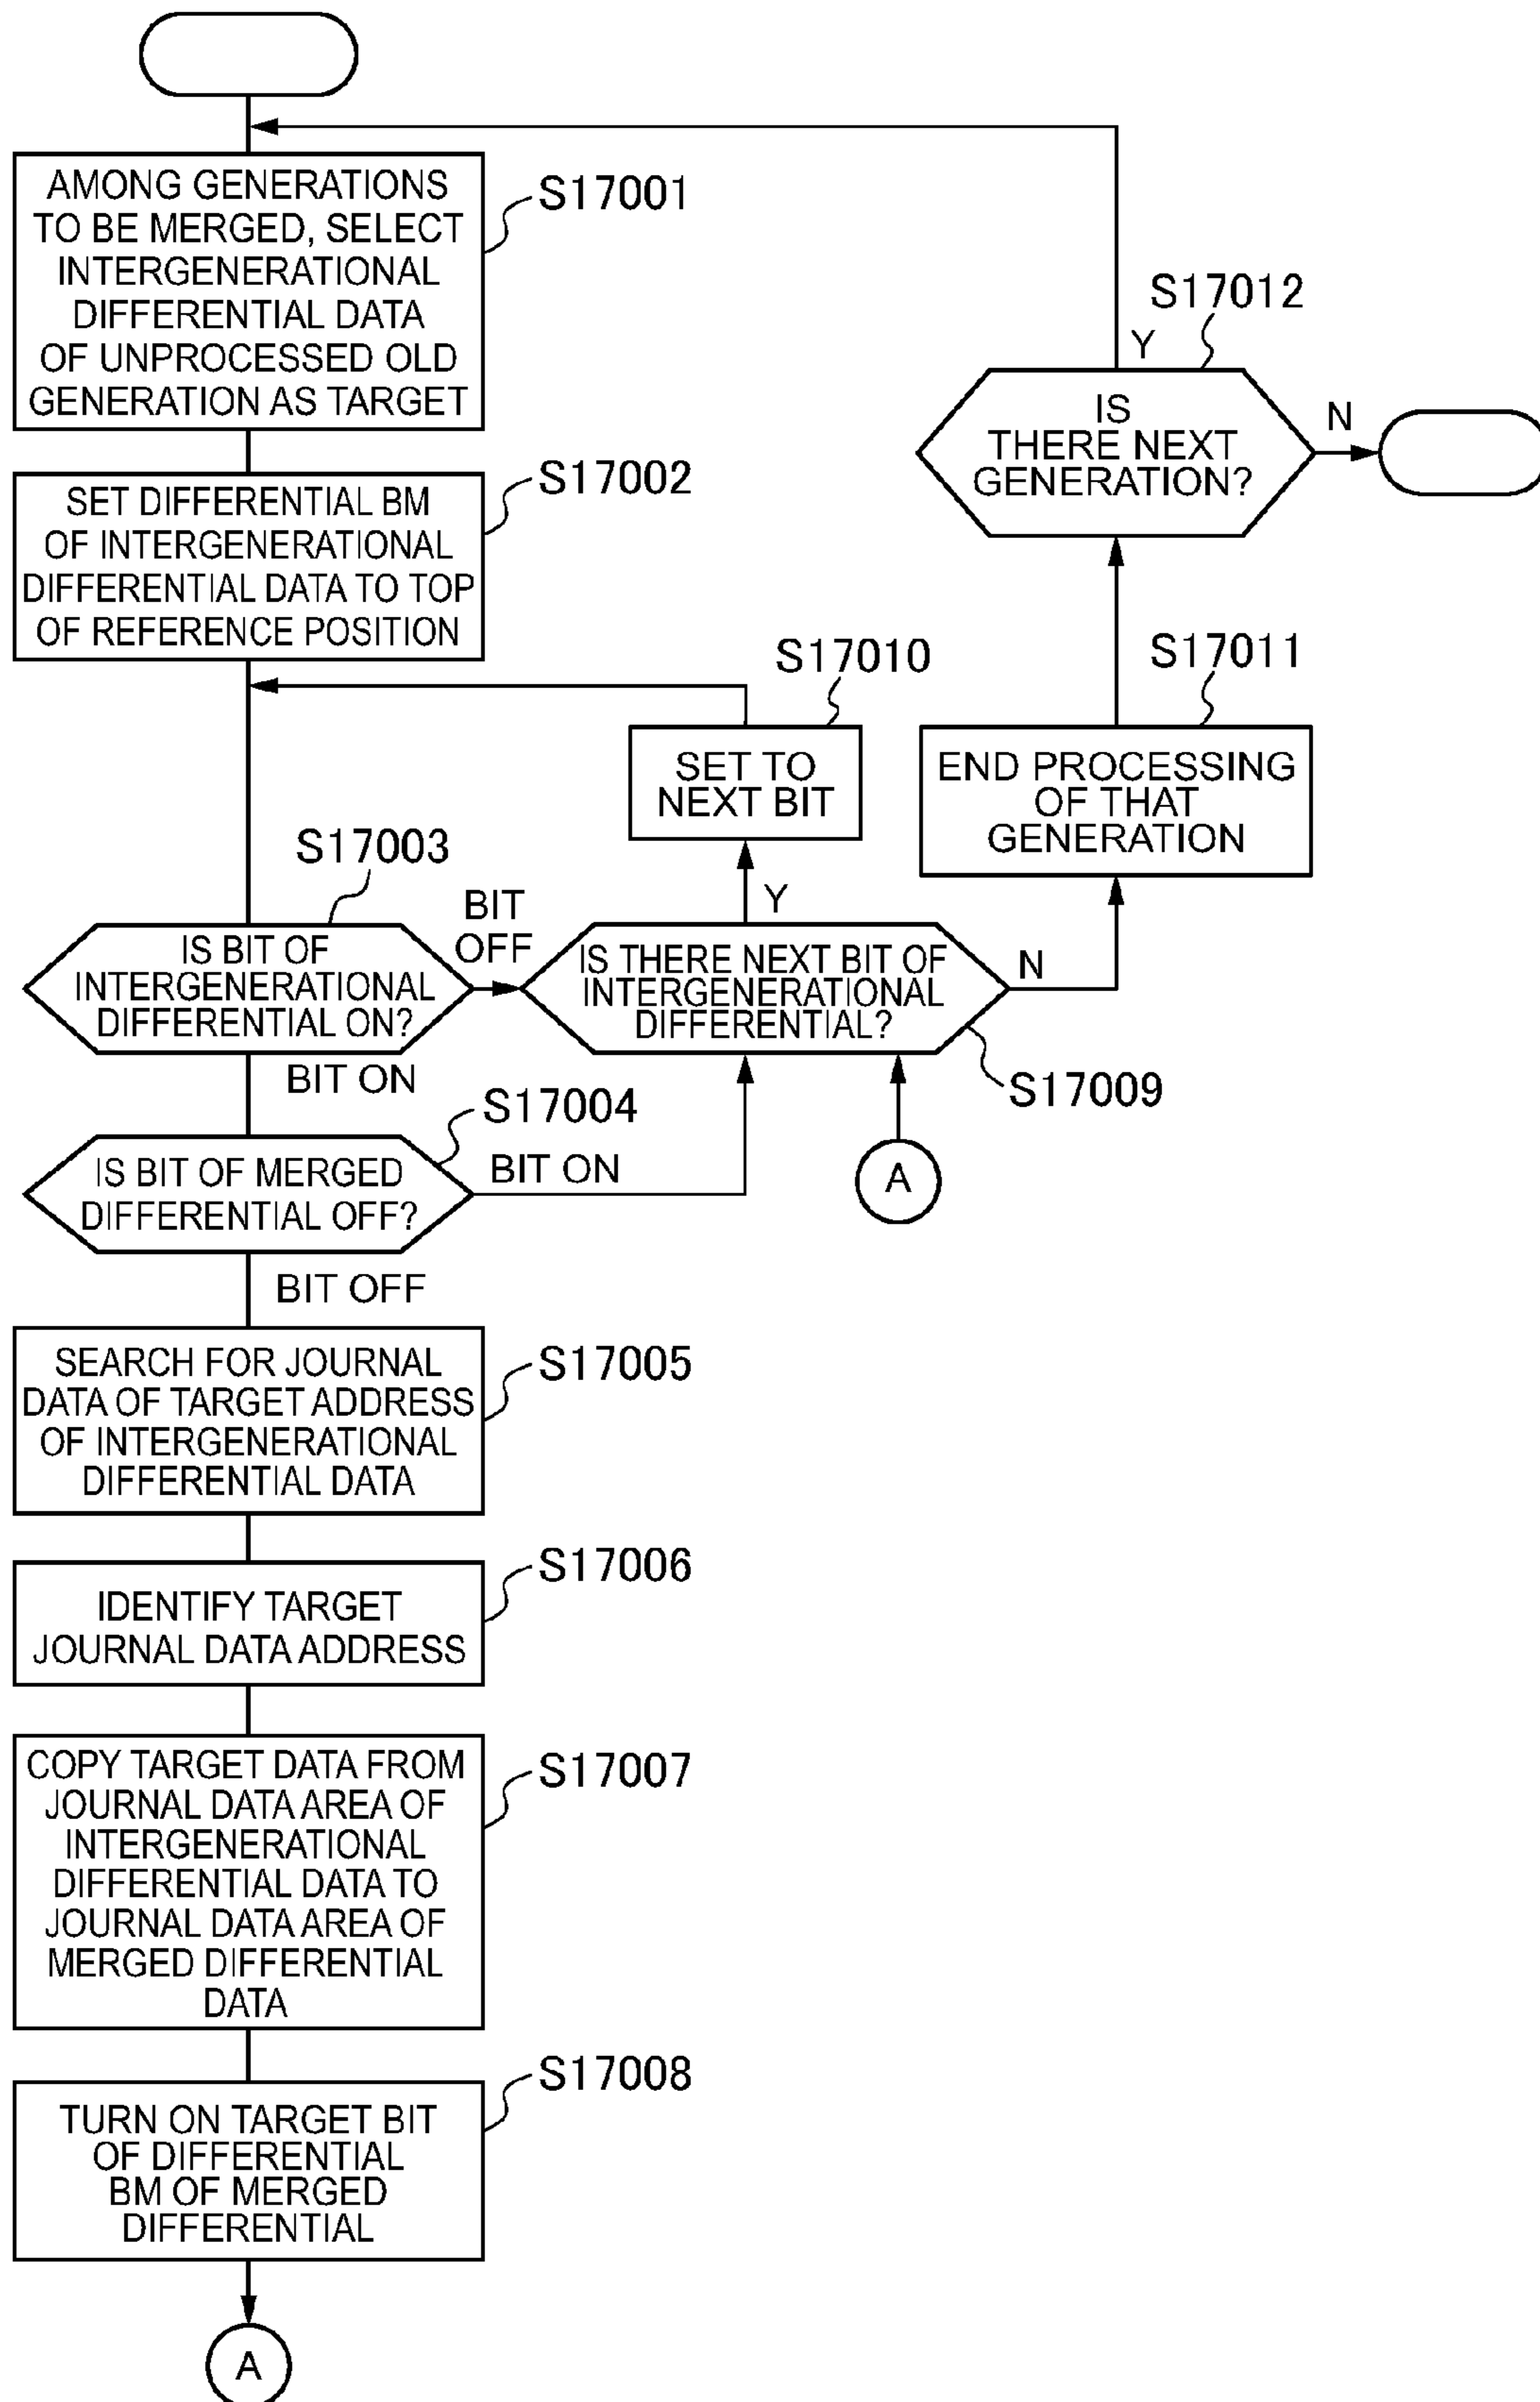 AMONG GENERATIONS
TO BE MERGED, SELECT
INTERGENERATIONAL
DIFFERENTIAL DATA
OF UNPROCESSED OLD
GENERATION AS TARGET
S17001
SET DIFFERENTIAL BM
OF INTERGENERATIONAL
DIFFERENTIAL DATA TO TOP
OF REFERENCE POSITION
S17002
IS BIT OF
INTERGENERATIONAL
DIFFERENTIAL ON?
S17003
BIT
OFF
BIT ON
IS BIT OF MERGED
DIFFERENTIAL OFF?
S17004
BIT ON
BIT OFF
SEARCH FOR JOURNAL
DATA OF TARGET ADDRESS
OF INTERGENERATIONAL
DIFFERENTIAL DATA
S17005
IDENTIFY TARGET
JOURNAL DATA ADDRESS
S17006
COPY TARGET DATA FROM
JOURNAL DATA AREA OF
INTERGENERATIONAL
DIFFERENTIAL DATA TO
JOURNAL DATA AREA OF
MERGED DIFFERENTIAL
DATA
S17007
TURN ON TARGET BIT
OF DIFFERENTIAL
BM OF MERGED
DIFFERENTIAL
S17008
A
A
IS THERE NEXT BIT OF
INTERGENERATIONAL
DIFFERENTIAL?
S17009
Y
N
SET TO
NEXT BIT
S17010
END PROCESSING
OF THAT
GENERATION
S17011
IS
THERE NEXT
GENERATION?
S17012
Y
N